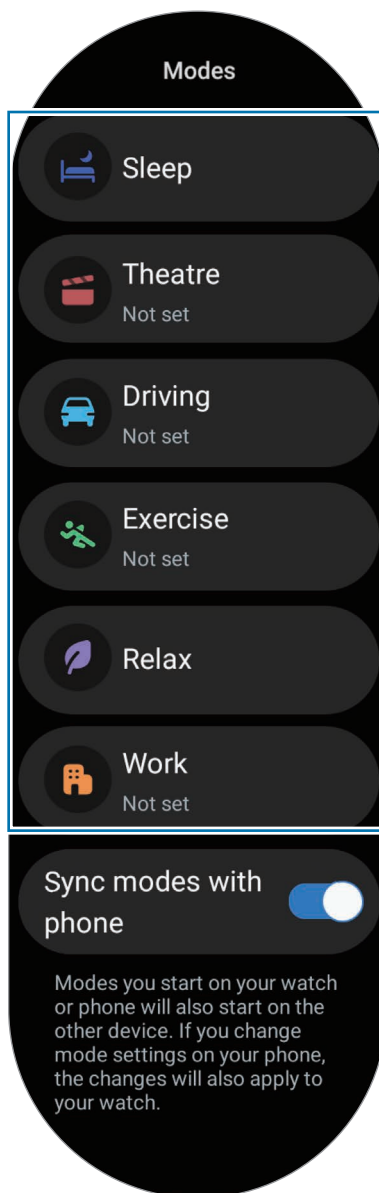 Modes
Sleep
Theatre
Not set
Driving
Not set
Exercise
Not set
Relax
Work
Not set
Sync modes with
phone
Modes you start on your watch
or phone will also start on the
other device. If you change
mode settings on your phone,
the changes will also apply to
your watch.